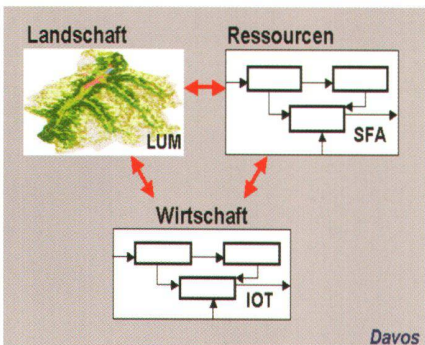 Landschaft
Ressourcen
LUM
SFA
Wirtschaft
IOT
Davos